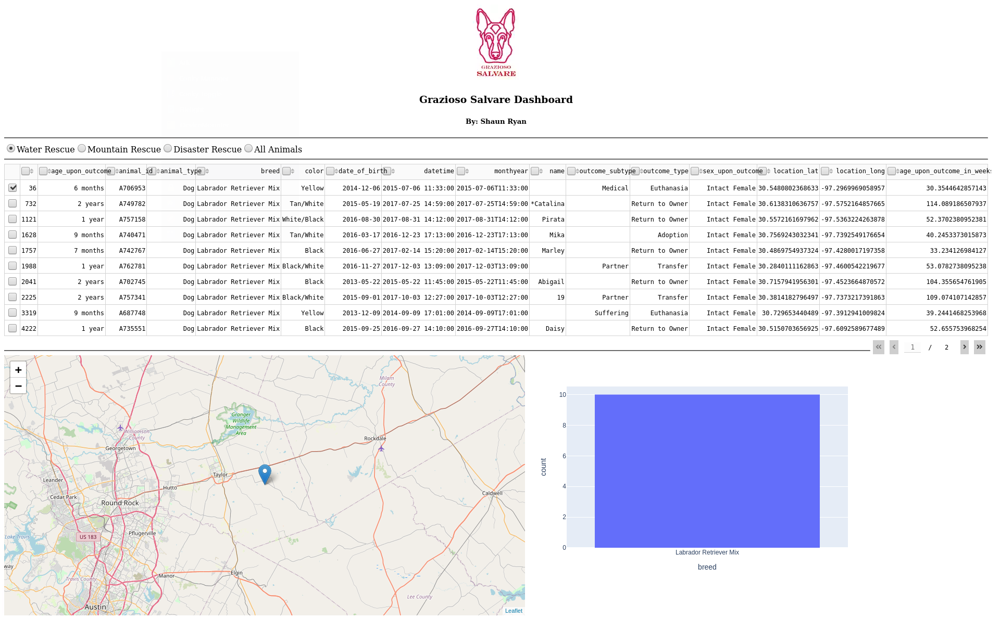 GRAZIOSO
SALVARE
Grazioso Salvare Dashboard
By: Shaun Ryan
Water Rescue Mountain Rescue Disaster Rescue All Animals
age_upon_outcome animal_id animal_type breed color date_of_birth datetime monthyear name outcome_subtype outcome_type sex_upon_outcome location_lat location_long age_upon_outcome_in_weeks
36 6 months A706953 Dog Labrador Retriever Mix Yellow 2014-12-06 2015-07-06 11:33:00 2015-07-06T11:33:00 Medical Euthanasia Intact Female 30.5480802368633 -97.2969969058957 30.3544642857143
732 2 years A749782 Dog Labrador Retriever Mix Tan/White 2015-05-19 2017-07-25 14:59:00 2017-07-25T14:59:00 *Catalina Return to Owner Intact Female 30.6138310636757 -97.5752164857665 114.089186507937
1121 1 year A757158 Dog Labrador Retriever Mix White/Black 2016-08-30 2017-08-31 14:12:00 2017-08-31T14:12:00 Pirata Return to Owner Intact Female 30.5572161697962 -97.5363224263878 52.3702380952381
1628 9 months A740471 Dog Labrador Retriever Mix Tan/White 2016-03-17 2016-12-23 17:13:00 2016-12-23T17:13:00 Mika Adoption Intact Female 30.7569243032341 -97.7392549176654 40.2453373015873
1757 7 months A742767 Dog Labrador Retriever Mix Black 2016-06-27 2017-02-14 15:20:00 2017-02-14T15:20:00 Marley Return to Owner Intact Female 30.4869754937324 -97.4280017197358 33.234126984127
1988 1 year A762781 Dog Labrador Retriever Mix Black/White 2016-11-27 2017-12-03 13:09:00 2017-12-03T13:09:00 Partner Transfer Intact Female 30.2840111162863 -97.4600542219677 53.0782738095238
2041 2 years A702745 Dog Labrador Retriever Mix Black 2013-05-22 2015-05-22 11:45:00 2015-05-22T11:45:00 Abigail Return to Owner Intact Female 30.7157941956301 -97.4523664870572 104.355654761905
2225 2 years A757341 Dog Labrador Retriever Mix Black/White 2015-09-01 2017-10-03 12:27:00 2017-10-03T12:27:00 19 Partner Transfer Intact Female 30.3814182796497 -97.7373217391863 109.074107142857
3319 9 months A687748 Dog Labrador Retriever Mix Yellow 2013-12-09 2014-09-09 17:01:00 2014-09-09T17:01:00 Suffering Euthanasia Intact Female 30.729653440489 -97.3912941009824 39.2441468253968
4222 1 year A735551 Dog Labrador Retriever Mix Black 2015-09-25 2016-09-27 14:10:00 2016-09-27T14:10:00 Daisy Return to Owner Intact Female 30.5150703656925 -97.6092589677489 52.655753968254
1 / 2
+
−
Milam
County
Granger
Wildlife
Management
Area
Williamson
County
Georgetown
Rockdale
Taylor
Leander
Hutto
Cedar Park
Round Rock
Caldwell
Pflugerville
Lake Travis
US 183
way
Elgin
Manor
Travis County
Lee County
Austin
Leaflet
10
8
6
4
2
0
count
Labrador Retriever Mix
breed